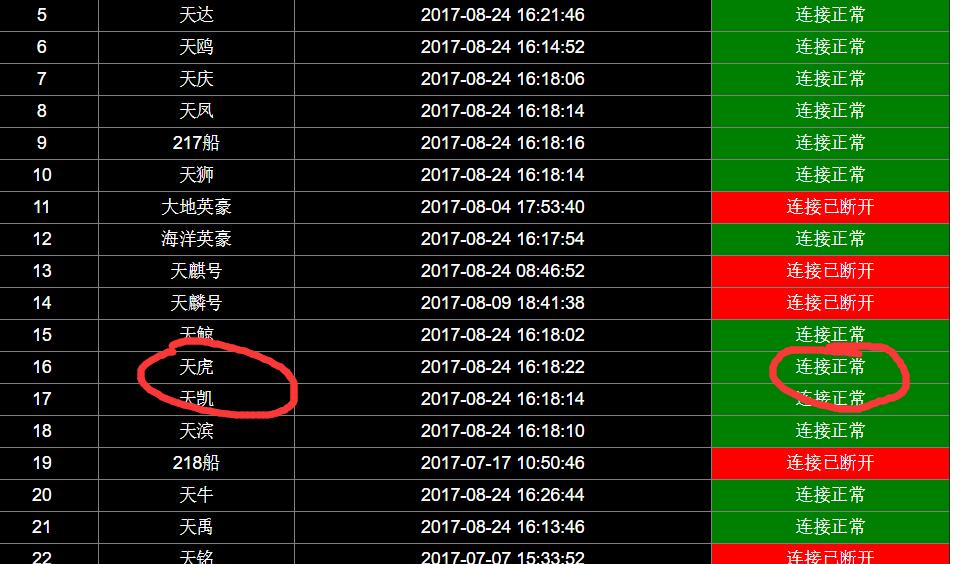 5 天达 2017-08-24 16:21:46 连接正常
6 天鸥 2017-08-24 16:14:52 连接正常
7 天庆 2017-08-24 16:18:06 连接正常
8 天凤 2017-08-24 16:18:14 连接正常
9 217船 2017-08-24 16:18:16 连接正常
10 天狮 2017-08-24 16:18:14 连接正常
11 大地英豪 2017-08-04 17:53:40 连接已断开
12 海洋英豪 2017-08-24 16:17:54 连接正常
13 天麒号 2017-08-24 08:46:52 连接已断开
14 天麟号 2017-08-09 18:41:38 连接已断开
15 天鲸 2017-08-24 16:18:02 连接正常
16 天虎 2017-08-24 16:18:22 连接正常
17 天凯 2017-08-24 16:18:14 连接正常
18 天滨 2017-08-24 16:18:10 连接正常
19 218船 2017-07-17 10:50:46 连接已断开
20 天牛 2017-08-24 16:26:44 连接正常
21 天禹 2017-08-24 16:13:46 连接正常
22 天铭 2017-07-07 15:33:52 连接已断开